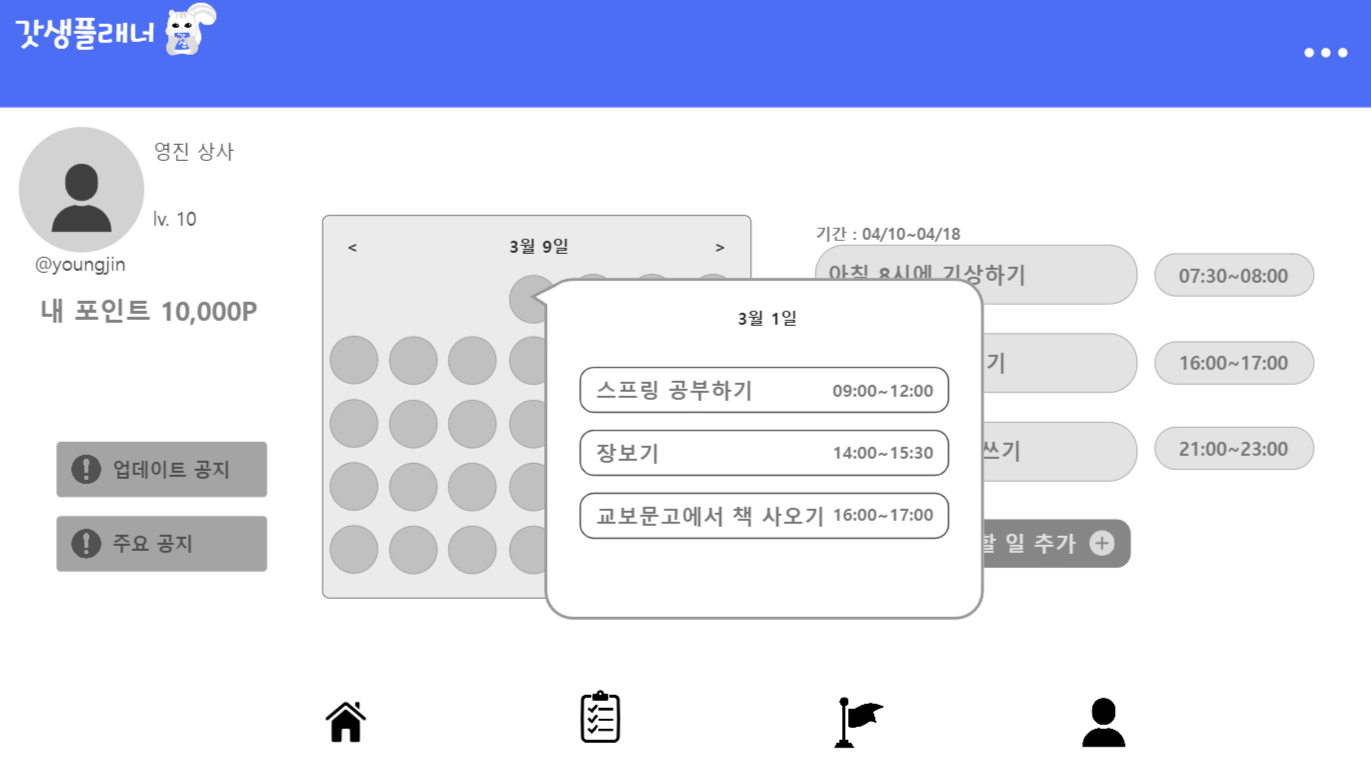 갓생플래너
영진 상사
lv. 10
@youngjin
내 포인트 10,000P
업데이트 공지
주요 공지
< 3월 9일 >
3월 1일
스프링 공부하기 09:00~12:00
장보기 14:00~15:30
교보문고에서 책 사오기 16:00~17:00
기간 : 04/10~04/18
아침 8시에 기상하기 07:30~08:00
기 16:00~17:00
쓰기 21:00~23:00
할 일 추가